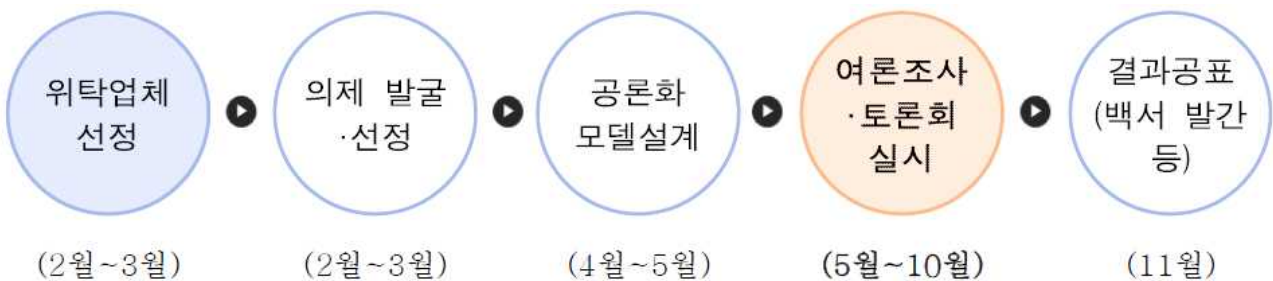 위탁업체
선정
의제 발굴
·선정
공론화
모델설계
여론조사
·토론회
실시
결과공표
(백서 발간
등)
(2월~3월)
(2월~3월)
(4월~5월)
(5월~10월)
(11월)